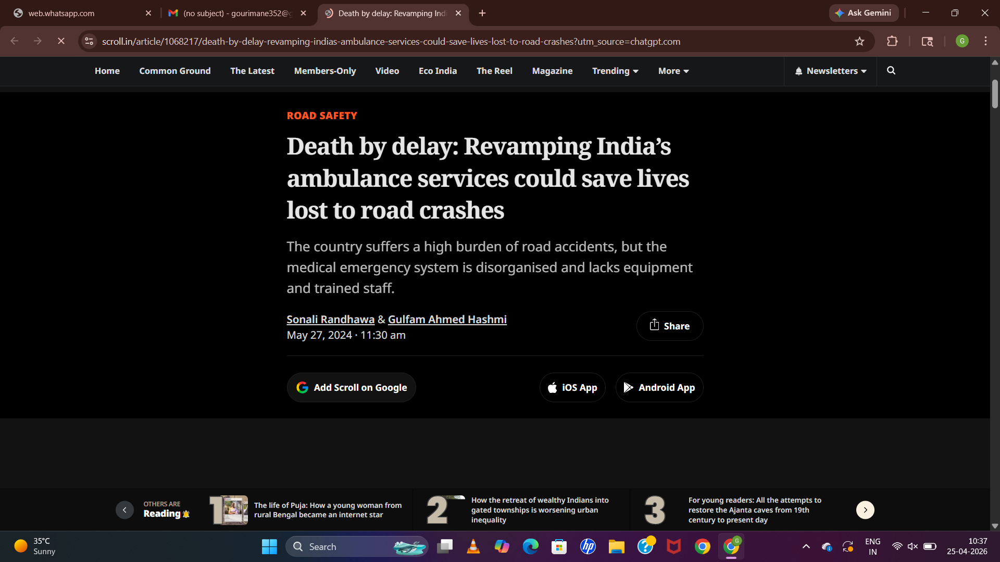 web.whatsapp.com
(no subject) - gourimane352@g
Death by delay: Revamping Indi
Ask Gemini
scroll.in/article/1068217/death-by-delay-revamping-indias-ambulance-services-could-save-lives-lost-to-road-crashes?utm_source=chatgpt.com
G
Home Common Ground The Latest Members-Only Video Eco India The Reel Magazine Trending More Newsletters
ROAD SAFETY
Death by delay: Revamping India’s
ambulance services could save lives
lost to road crashes
The country suffers a high burden of road accidents, but the
medical emergency system is disorganised and lacks equipment
and trained staff.
Sonali Randhawa & Gulfam Ahmed Hashmi
May 27, 2024 · 11:30 am
Share
Add Scroll on Google
iOS App
Android App
OTHERS ARE
Reading
1
The life of Puja: How a young woman from
rural Bengal became an internet star
2
How the retreat of wealthy Indians into
gated townships is worsening urban
inequality
3
For young readers: All the attempts to
restore the Ajanta caves from 19th
century to present day
35°C
Sunny
Search
hp
G
ENG
IN
10:37
25-04-2026